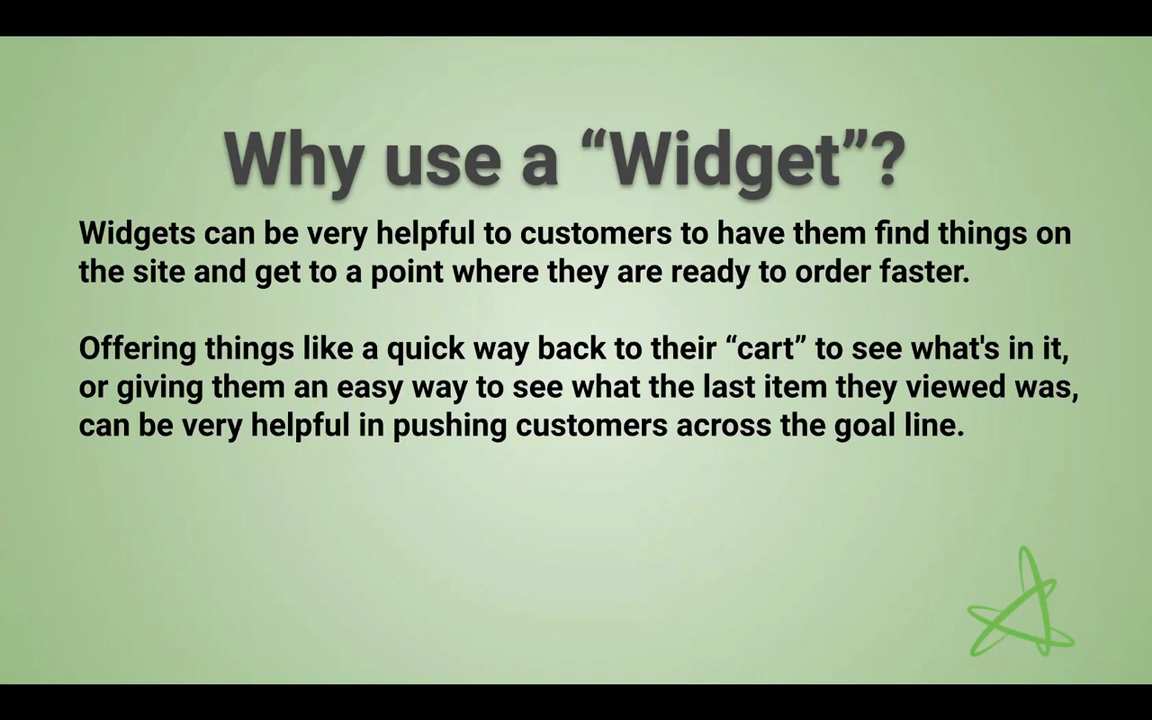 Why use a “Widget”?
Widgets can be very helpful to customers to have them find things on
the site and get to a point where they are ready to order faster.
Offering things like a quick way back to their “cart” to see what's in it,
or giving them an easy way to see what the last item they viewed was,
can be very helpful in pushing customers across the goal line.